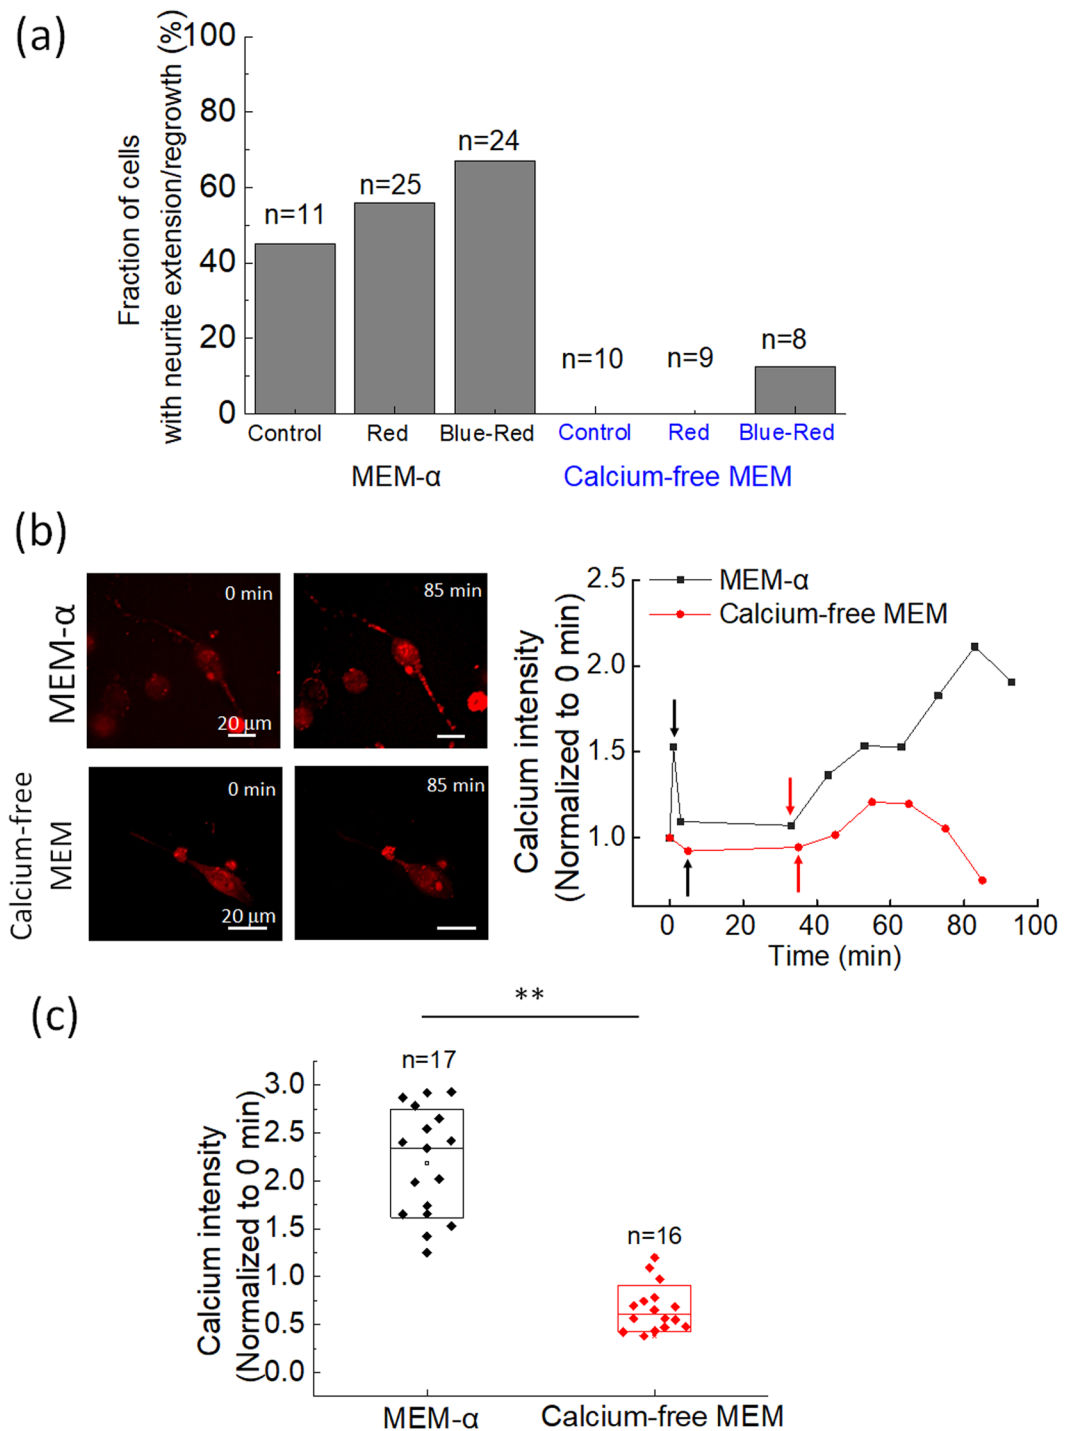 (a)
Fraction of cells
with neurite extension/regrowth (%)
100
80
60
40
20
0
n=11
n=25
n=24
n=10
n=9
n=8
Control
Red
Blue-Red
Control
Red
Blue-Red
MEM-α
Calcium-free MEM
(b)
MEM-α
0 min
20 μm
85 min
Calcium-free
MEM
0 min
20 μm
85 min
Calcium intensity
(Normalized to 0 min)
2.5
2.0
1.5
1.0
MEM-α
Calcium-free MEM
0
20
40
60
80
100
Time (min)
(c)
**
n=17
n=16
Calcium intensity
(Normalized to 0 min)
3.0
2.5
2.0
1.5
1.0
0.5
0.0
MEM-α
Calcium-free MEM